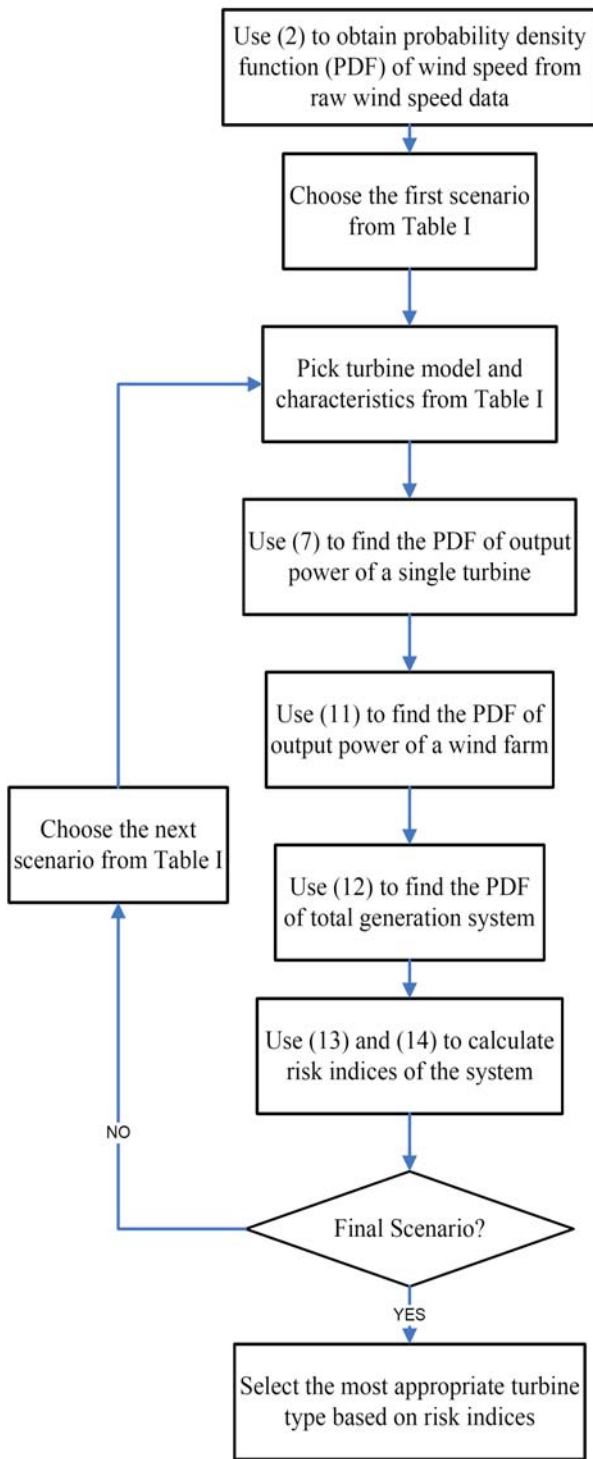 Use (2) to obtain probability density
function (PDF) of wind speed from
raw wind speed data
Choose the first scenario
from Table I
Pick turbine model and
characteristics from Table I
Use (7) to find the PDF of output
power of a single turbine
Use (11) to find the PDF of
output power of a wind farm
Choose the next
scenario from Table I
Use (12) to find the PDF
of total generation system
Use (13) and (14) to calculate
risk indices of the system
NO
Final Scenario?
YES
Select the most appropriate turbine
type based on risk indices